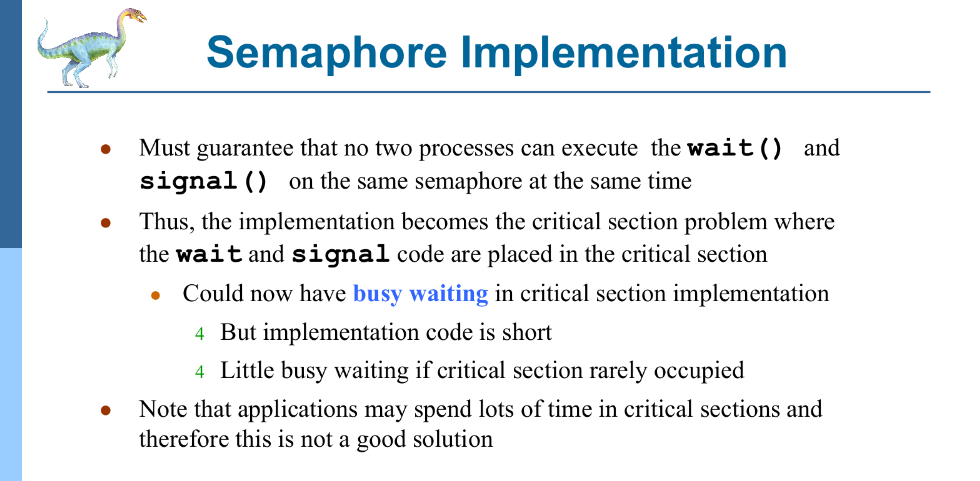 Semaphore Implementation
● Must guarantee that no two processes can execute the wait() and
signal() on the same semaphore at the same time
● Thus, the implementation becomes the critical section problem where
the wait and signal code are placed in the critical section
● Could now have busy waiting in critical section implementation
4 But implementation code is short
4 Little busy waiting if critical section rarely occupied
● Note that applications may spend lots of time in critical sections and
therefore this is not a good solution